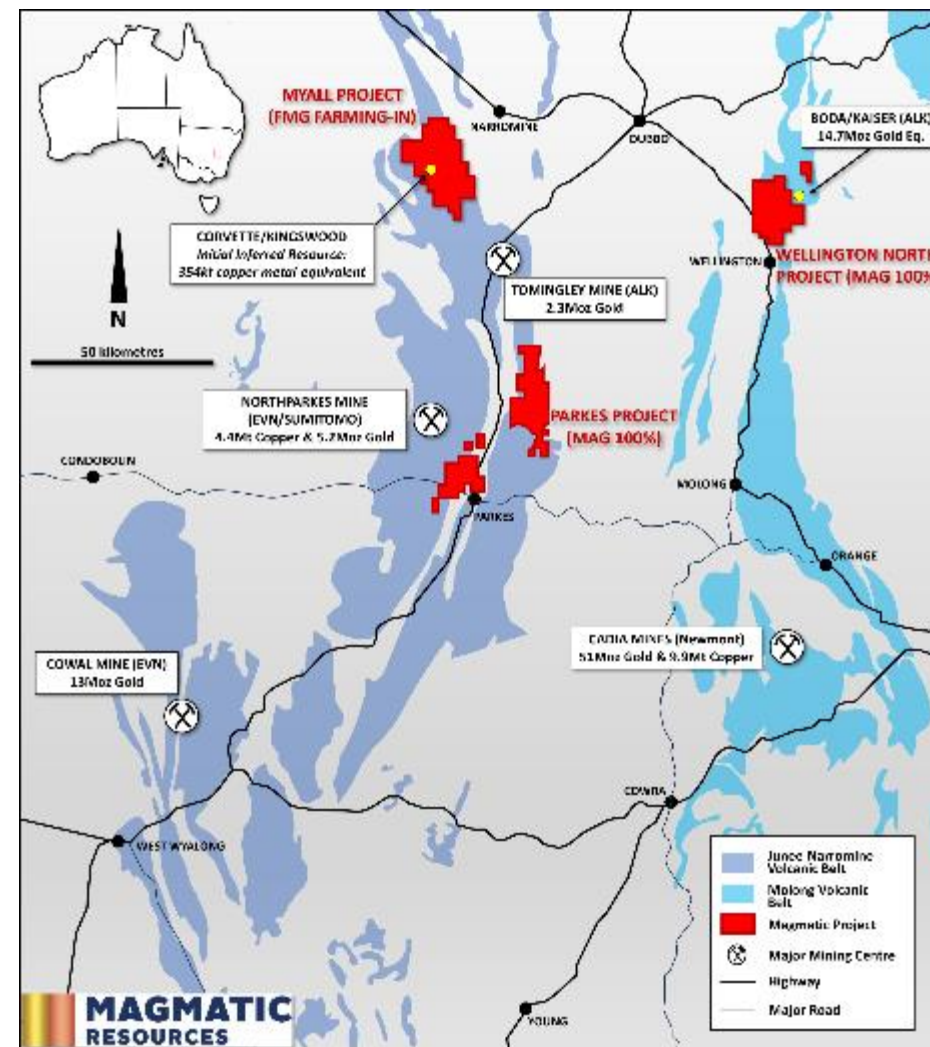 MYALL PROJECT
(FMG FARMING-IN)
NARROMINE
DUBBO
BODA/KAISER (ALK)
14.7Moz Gold Eq.
CORVETTE/KINGSWOOD
Initial Inferred Resource:
354kt copper metal equivalent
WELLINGTON
WELLINGTON NORTH
PROJECT (MAG 100%
TOMINGLEY MINE (ALK)
2.3Moz Gold
N
50 kilometres
NORTHPARKES MINE
(EVN/SUMITOMO)
4.4Mt Copper & 5.2Moz Gold
PARKES PROJECT
(MAG 100%)
CONDOBOLIN
MOLONG
PARKES
ORANGE
CADIA MINES (Newmont)
51Moz Gold & 9.9Mt Copper
COWAL MINE (EVN)
13Moz Gold
COWRA
WEST WYALONG
Junee Narromine
Volcanic Belt
Molong Volcanic
Belt
Magmatic Project
Major Mining Centre
Highway
Major Road
YOUNG
MAGMATIC
RESOURCES